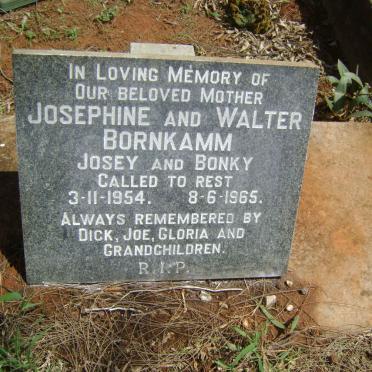 In Loving Memory of
Our Beloved Mother
Josephine and Walter
Bornkamm
Josey and Bonky
Called to rest
3-11-1954. 8-6-1965.
Always remembered by
Dick, Joe, Gloria and
Grandchildren.
R.I.P.